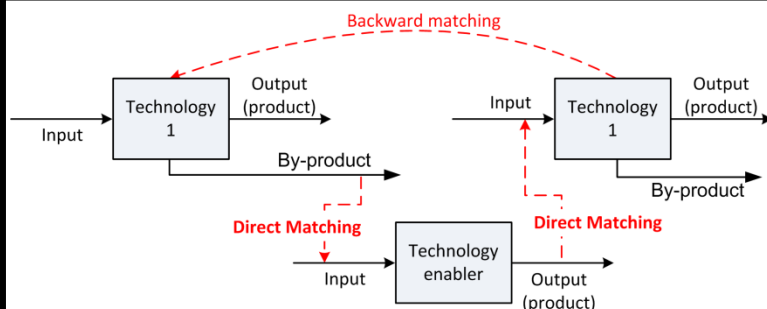 Backward matching
Input
Technology
1
Output
(product)
By-product
Input
Technology
1
Output
(product)
By-product
Direct Matching
Direct Matching
Input
Technology
enabler
Output
(product)